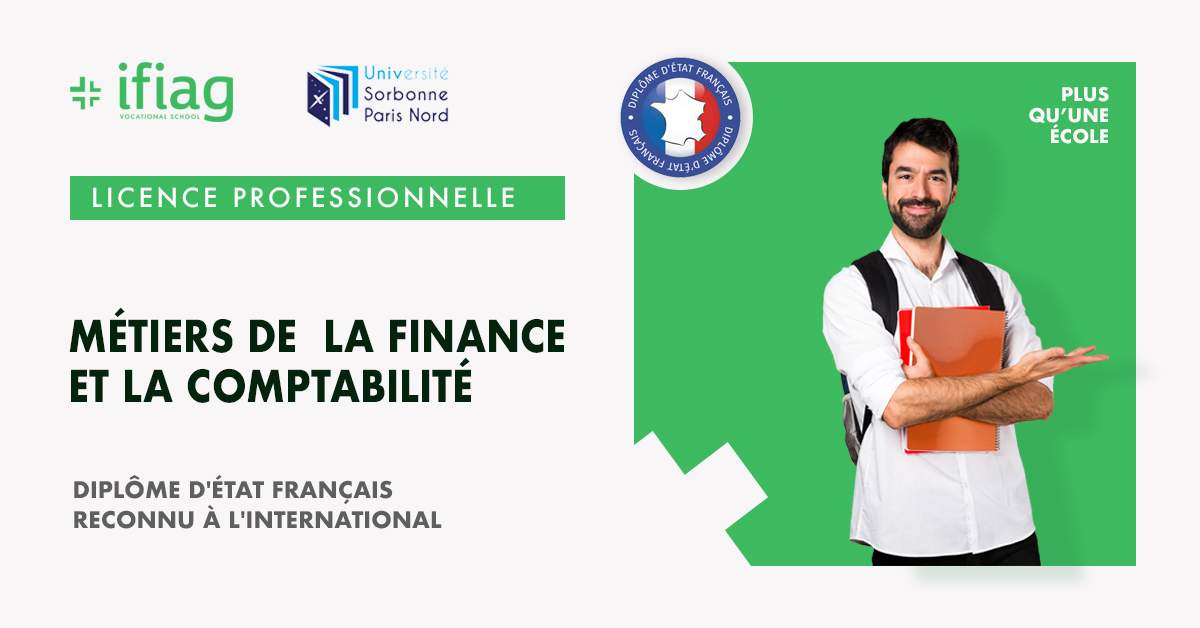 ifiag
VOCATIONAL SCHOOL
Université
Sorbonne
Paris Nord
DIPLÔME D'ÉTAT FRANÇAIS • DIPLÔME D'ÉTAT FRANÇAIS •
PLUS
QU'UNE
ÉCOLE
LICENCE PROFESSIONNELLE
MÉTIERS DE LA FINANCE
ET LA COMPTABILITÉ
DIPLÔME D'ÉTAT FRANÇAIS
RECONNU À L'INTERNATIONAL